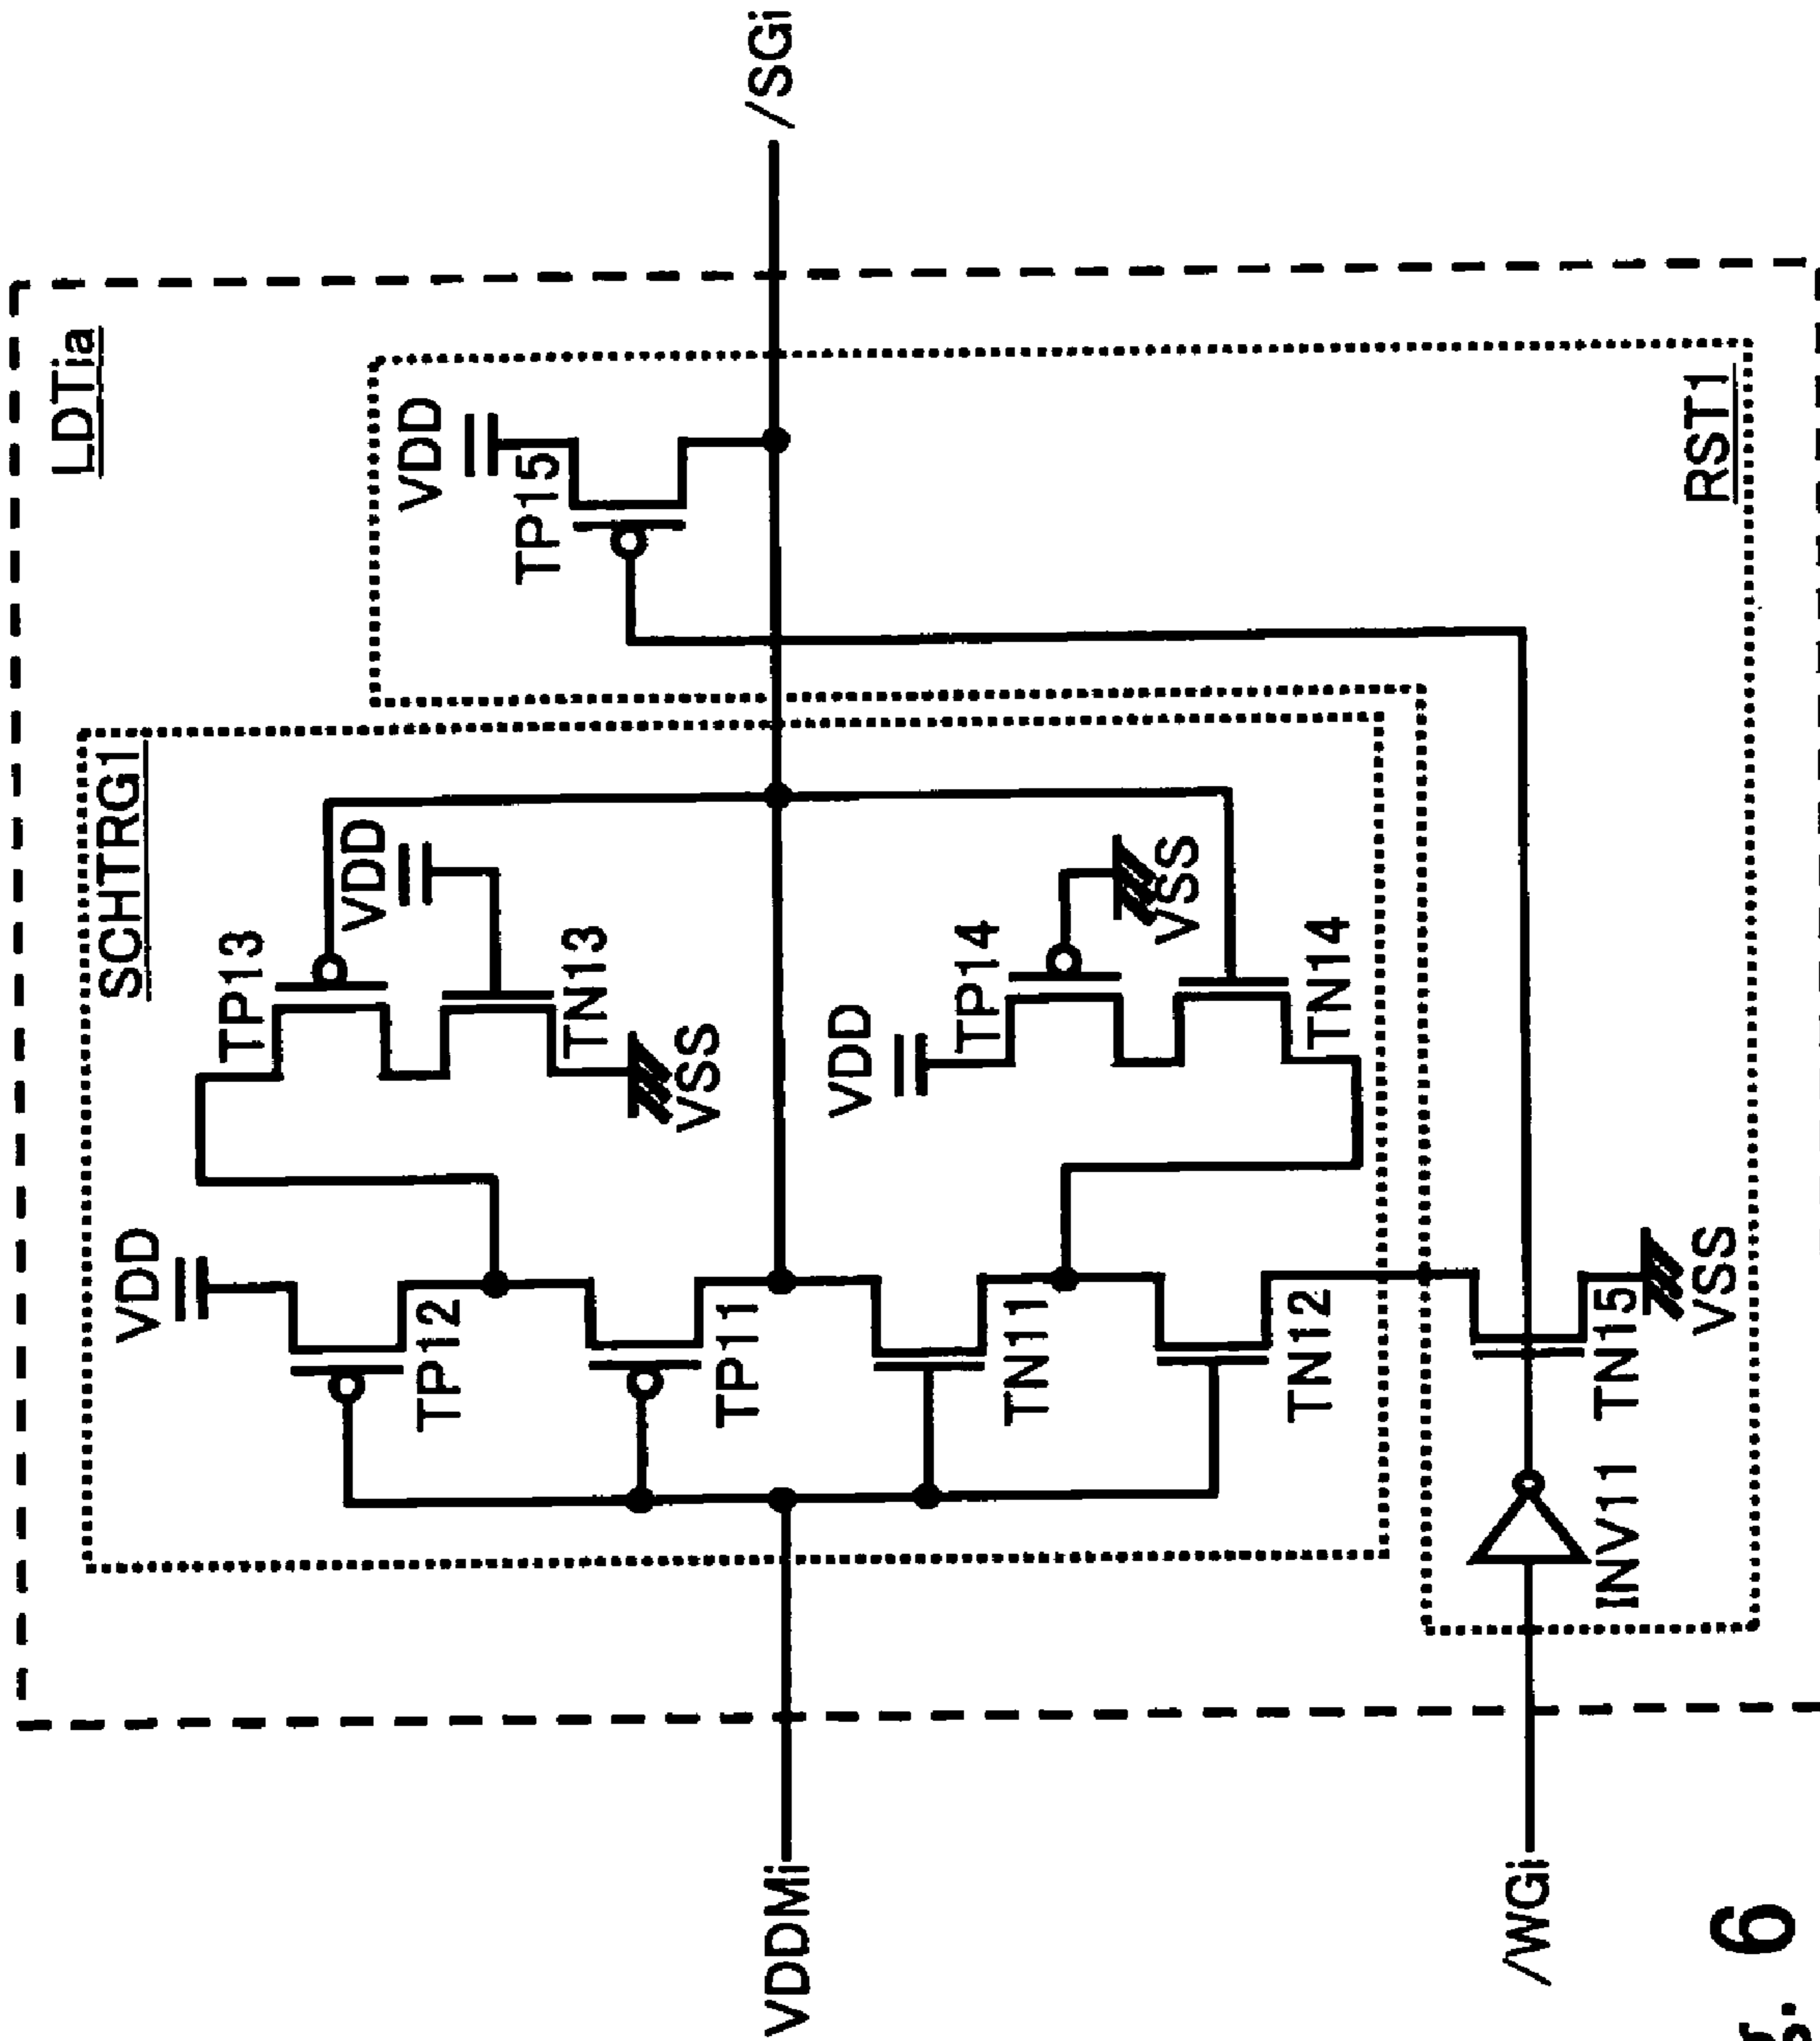 LDTia
SCHTRG1
VDD
TP12
TP11
TN11
TN12
TP13
VDD
TN13
VSS
VDD
TP14
VSS
TN14
VDD
TP15
RST1
INV11
TN15
VSS
VDDMi
/WGi
/SGi
6